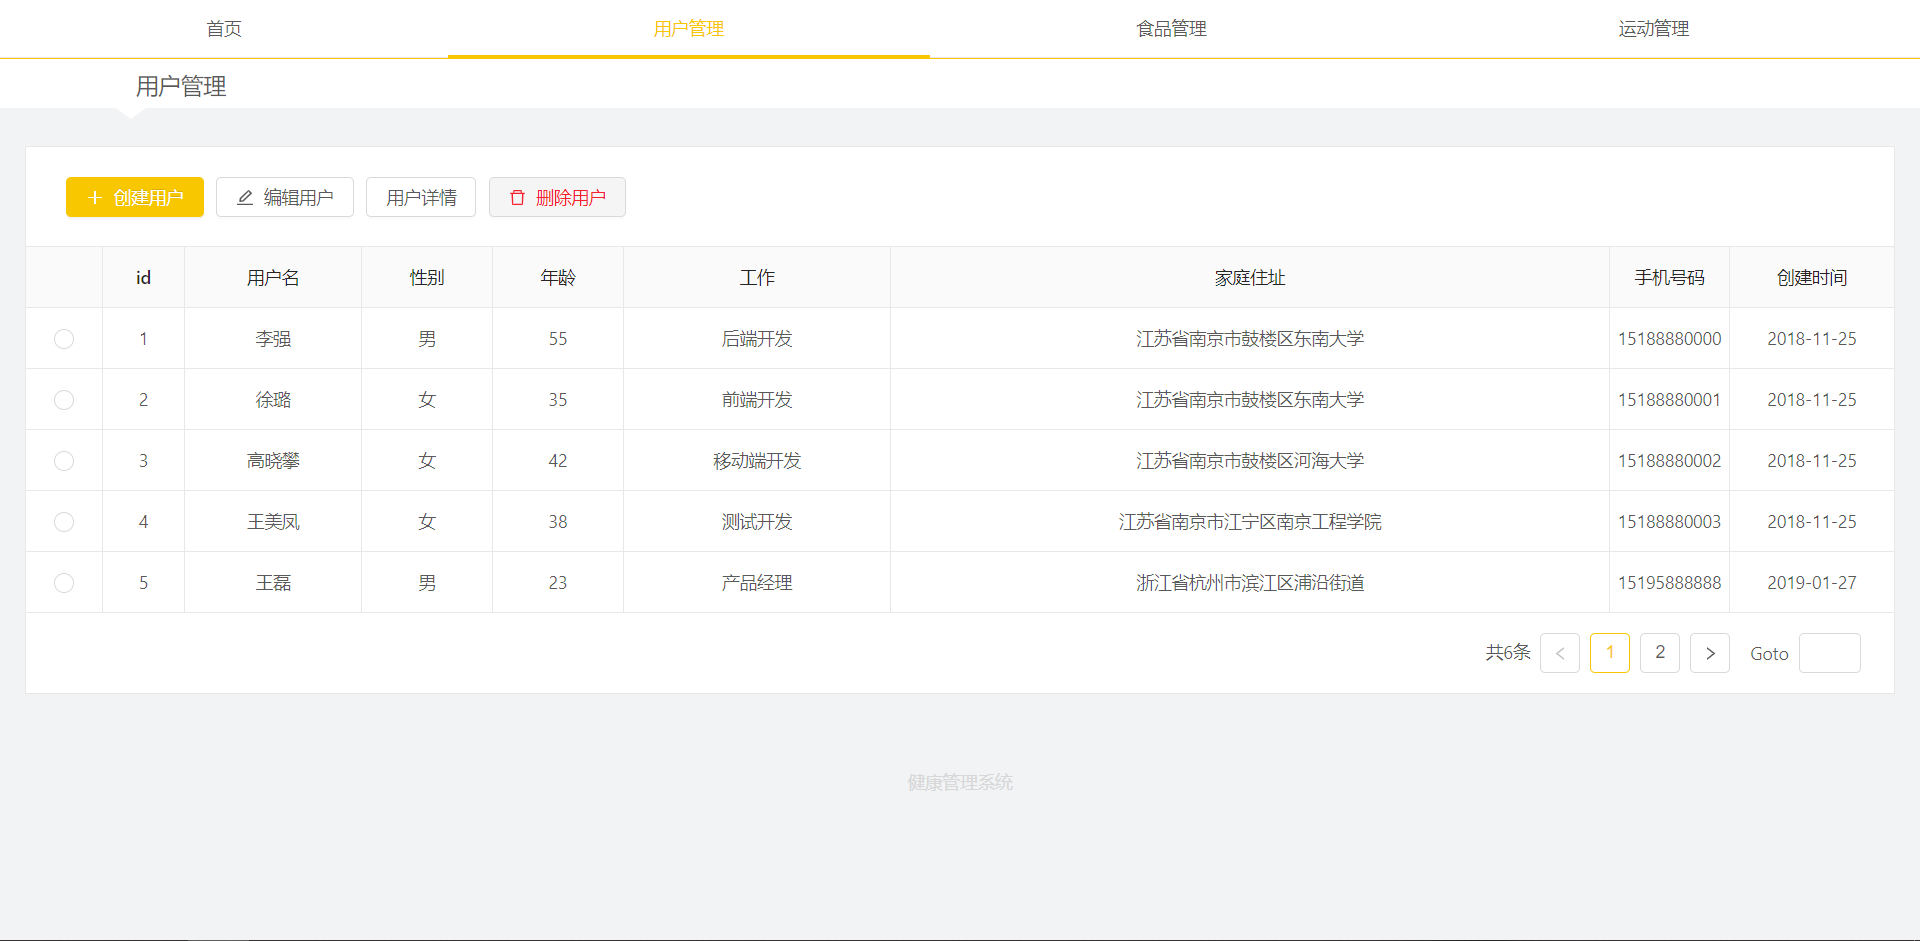 首页 用户管理 食品管理 运动管理
用户管理
创建用户 编辑用户 用户详情 删除用户
id 用户名 性别 年龄 工作 家庭住址 手机号码 创建时间
1 李强 男 55 后端开发 江苏省南京市鼓楼区东南大学 15188880000 2018-11-25
2 徐璐 女 35 前端开发 江苏省南京市鼓楼区东南大学 15188880001 2018-11-25
3 高晓攀 女 42 移动端开发 江苏省南京市鼓楼区河海大学 15188880002 2018-11-25
4 王美凤 女 38 测试开发 江苏省南京市江宁区南京工程学院 15188880003 2018-11-25
5 王磊 男 23 产品经理 浙江省杭州市滨江区浦沿街道 15195888888 2019-01-27
共6条 < 1 2 > Goto
健康管理系统